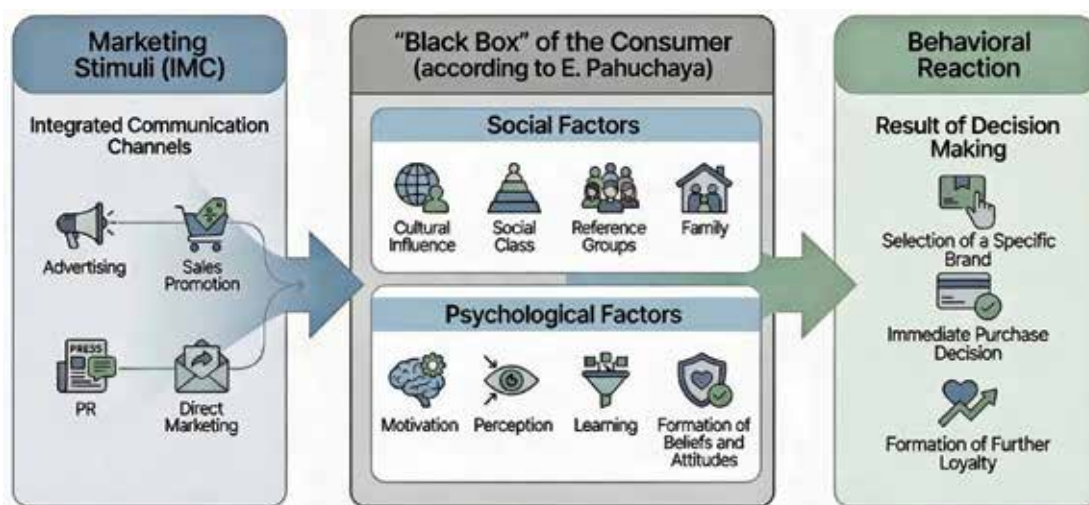 Marketing
Stimuli (IMC)
Integrated Communication
Channels
Advertising
Sales
Promotion
PRESS
PR
Direct
Marketing
“Black Box” of the Consumer
(according to E. Pahuchaya)
Social Factors
Cultural
Influence
Social
Class
Reference
Groups
Family
Psychological Factors
Motivation
Perception
Learning
Formation of
Beliefs and
Attitudes
Behavioral
Reaction
Result of Decision
Making
Selection of a Specific
Brand
Immediate Purchase
Decision
Formation of Further
Loyalty